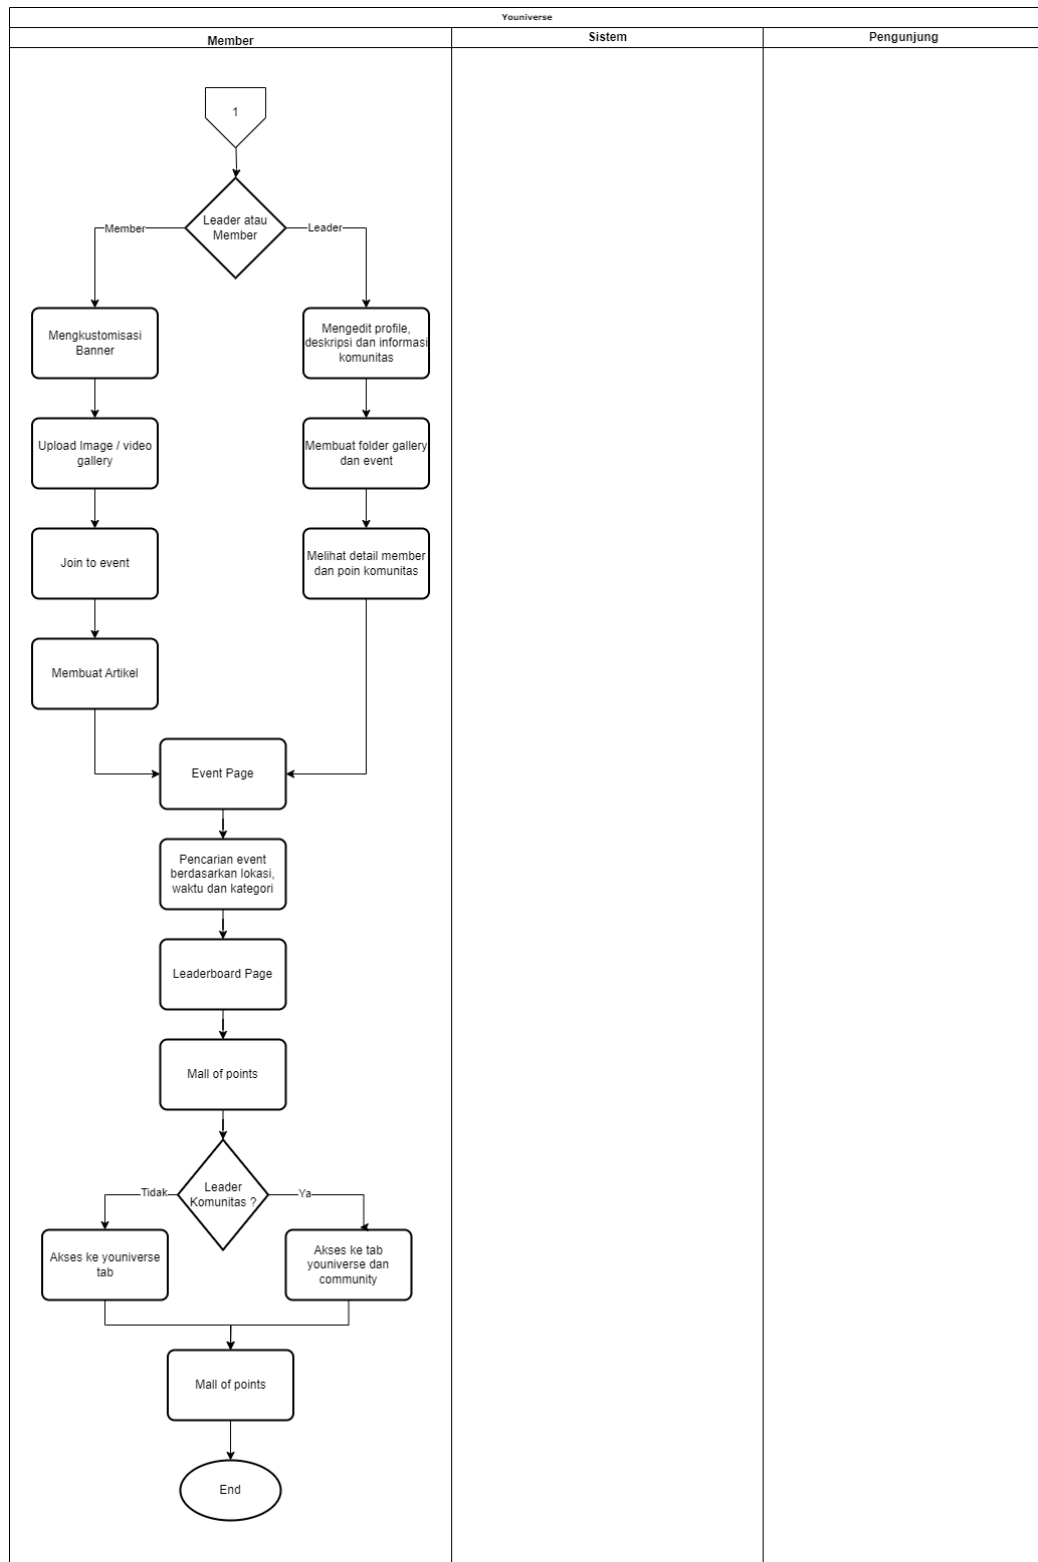 Youniverse
Member
Sistem
Pengunjung
1
Leader atau
Member
Member
Leader
Mengkustomisasi
Banner
Mengedit profile,
deskripsi dan informasi
komunitas
Upload Image / video
gallery
Membuat folder gallery
dan event
Join to event
Melihat detail member
dan poin komunitas
Membuat Artikel
Event Page
Pencarian event
berdasarkan lokasi,
waktu dan kategori
Leaderboard Page
Mall of points
Leader
Komunitas ?
Tidak
Ya
Akses ke youniverse
tab
Akses ke tab
youniverse dan
community
Mall of points
End